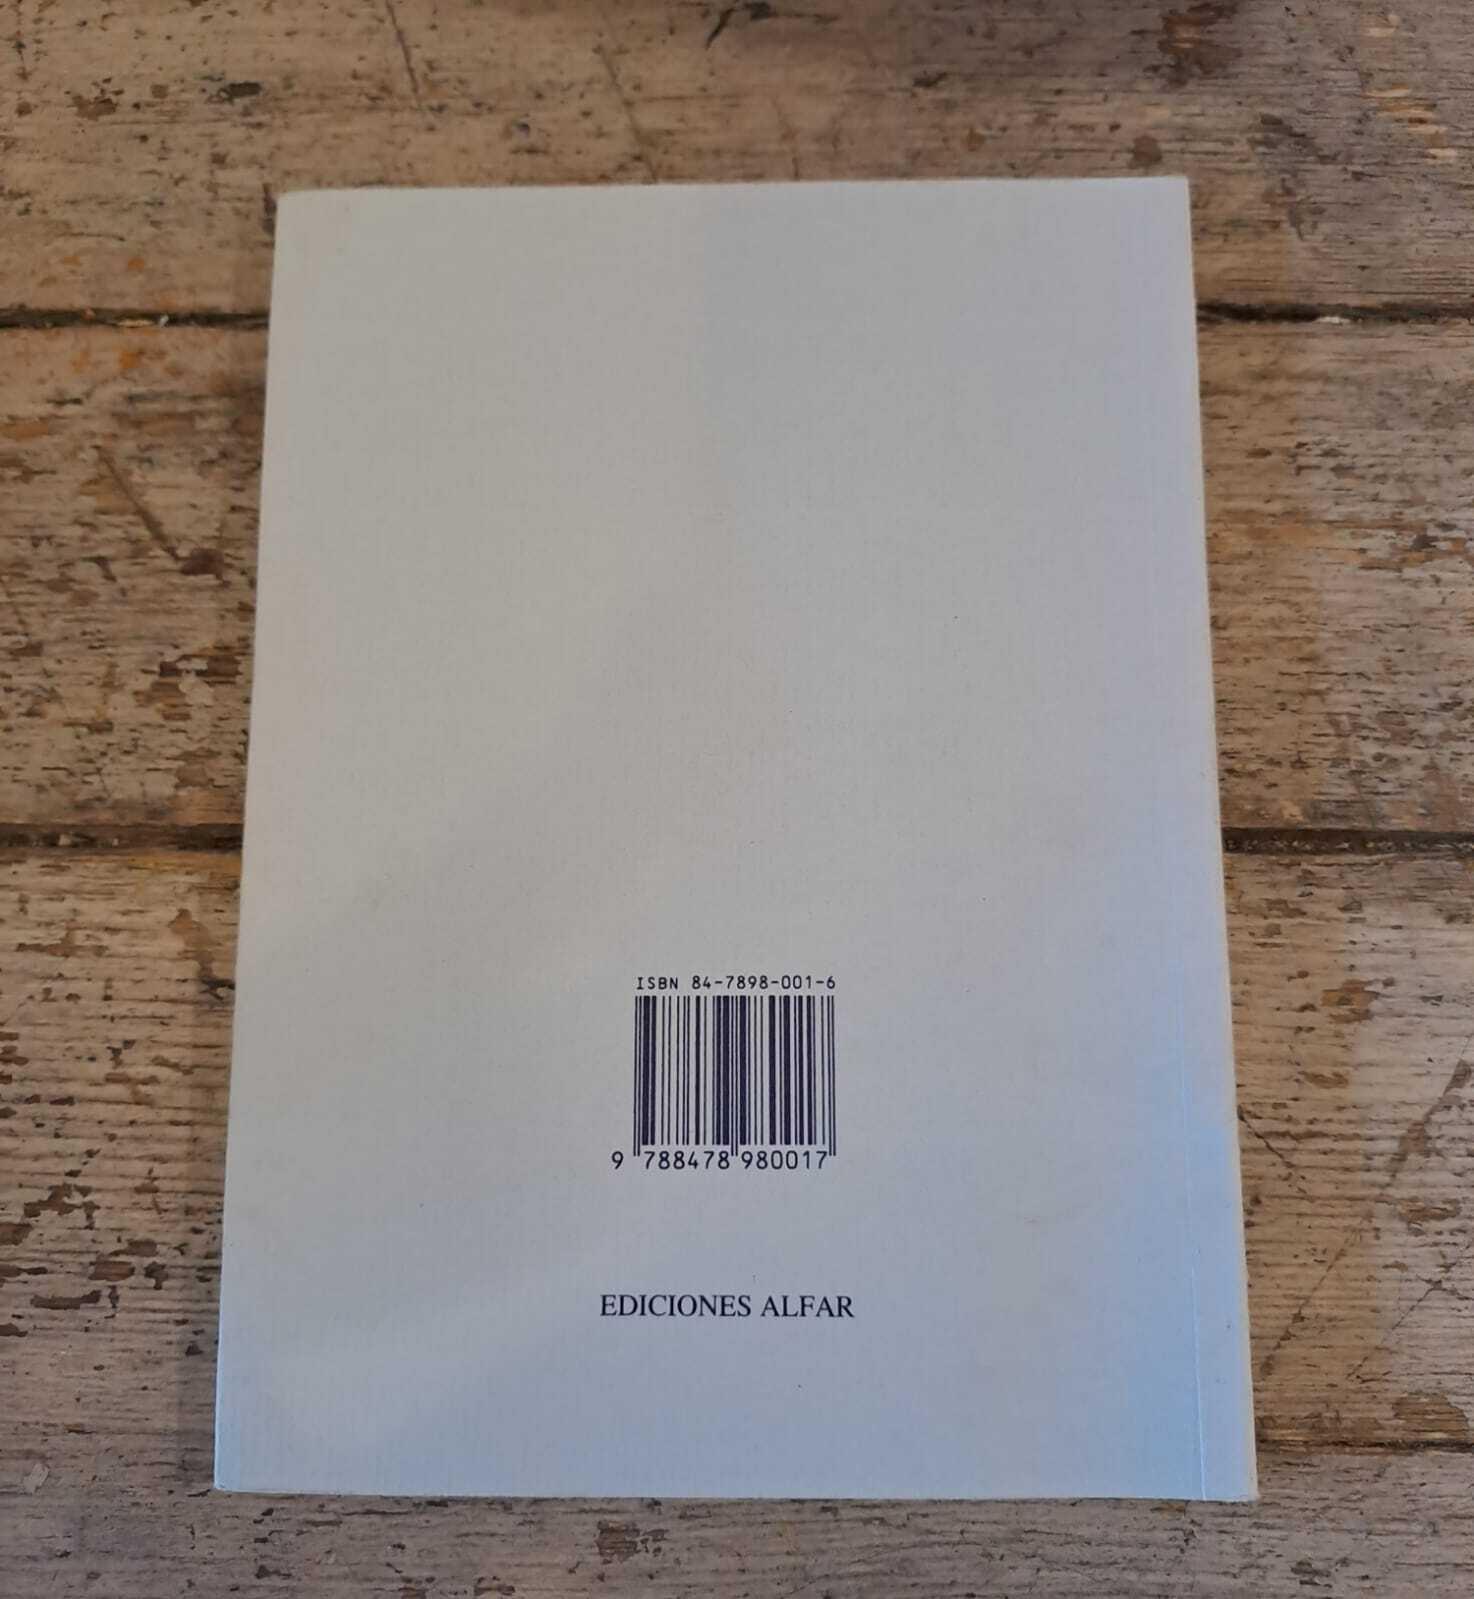 ISBN 84-7898-001-6
9 788478 980017
EDICIONES ALFAR